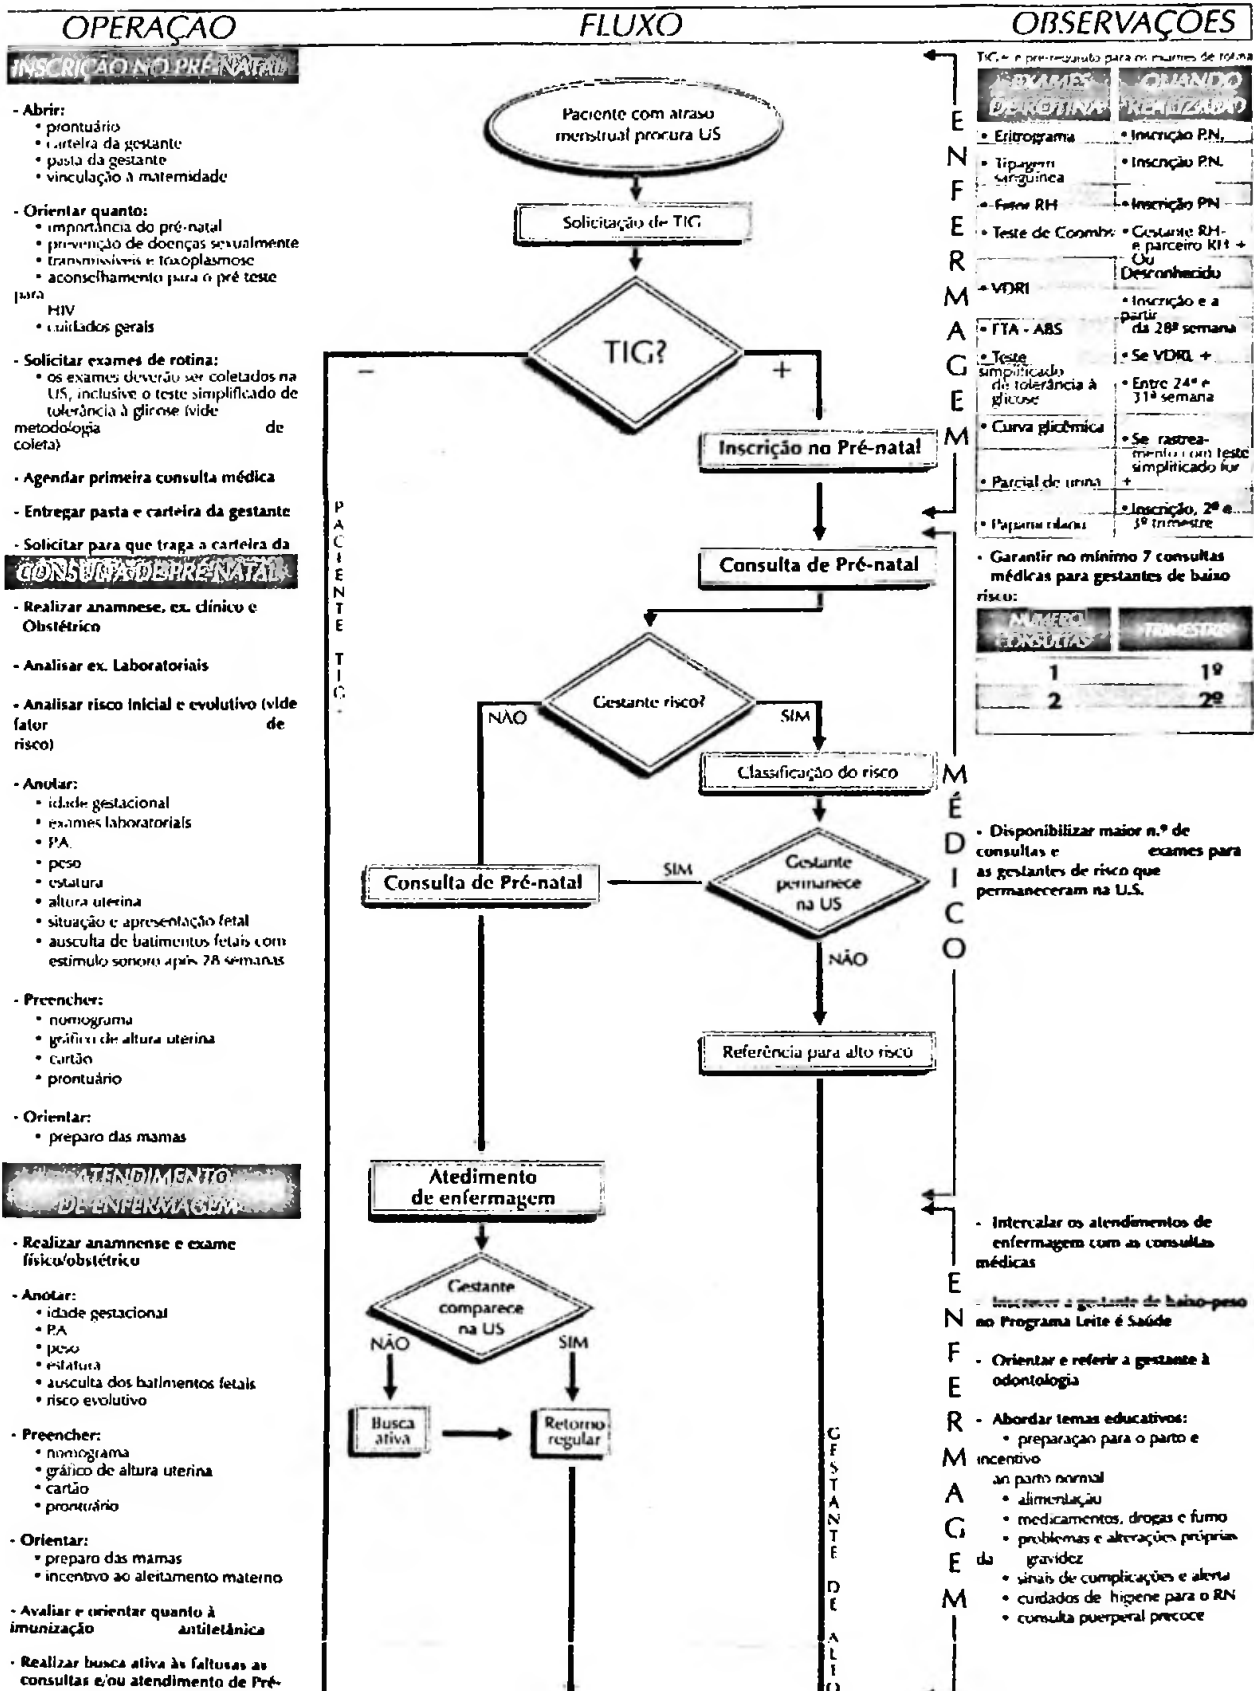 OPERAÇÃO
INSCRIÇÃO NO PRÉ-NATAL
- Abrir:
• prontuário
• carteira da gestante
• pasta da gestante
• vinculação à maternidade
- Orientar quanto:
• importância do pré-natal
• prevenção de doenças sexualmente
• transmissíveis e toxoplasmose
• aconselhamento para o pré teste
para
HIV
• cuidados gerais
- Solicitar exames de rotina:
• os exames deverão ser coletados na
US, inclusive o teste simplificado de
tolerância à glicose (vide
metodologia de
coleta)
- Agendar primeira consulta médica
- Entregar pasta e carteira da gestante
- Solicitar para que traga a carteira da
CONSULTA DE PRÉ-NATAL
- Realizar anamnese, ex. clínico e
Obstétrico
- Analisar ex. Laboratoriais
- Analisar risco inicial e evolutivo (vide
fator de
risco)
- Anotar:
• idade gestacional
• exames laboratoriais
• P.A.
• peso
• estatura
• altura uterina
• situação e apresentação fetal
• ausculta de batimentos fetais com
estímulo sonoro após 28 semanas
- Preencher:
• nomograma
• gráfico de altura uterina
• cartão
• prontuário
- Orientar:
• preparo das mamas
ATENDIMENTO
DE ENFERMAGEM
- Realizar anamnense e exame
físico/obstétrico
- Anotar:
• idade gestacional
• PA
• peso
• estatura
• ausculta dos batimentos fetais
• risco evolutivo
- Preencher:
• nomograma
• gráfico de altura uterina
• cartão
• prontuário
- Orientar:
• preparo das mamas
• incentivo ao aleitamento materno
- Avaliar e orientar quanto à
imunização antitetânica
- Realizar busca ativa às faltosas as
consultas e/ou atendimento de Pré-
FLUXO
Paciente com atraso
menstrual procura US
Solicitação de TIG
TIG?
–
+
Inscrição no Pré-natal
Consulta de Pré-natal
Gestante risco?
NÃO
SIM
Classificação do risco
Gestante
permanece
na US
SIM
Consulta de Pré-natal
NÃO
Referência para alto risco
Atedimento
de enfermagem
Gestante
comparece
na US
NÃO
SIM
Busca
ativa
Retorno
regular
PACIENTE TIG -
GESTANTE DE ALTO
ENFERMAGEM
MÉDICO
ENFERMAGEM
OBSERVAÇÕES
TIG+ é pre-requisito para os exames de rotina
EXAMES
DE ROTINA
QUANDO
REALIZADO
• Eritrograma
• Inscrição P.N.
• Tipagem
sanguínea
• Inscrição P.N.
• Fator RH
• Inscrição PN
• Teste de Coombs
• Gestante RH-
e parceiro RH +
Ou
Desconhecido
• VDRL
• Inscrição e a
partir
da 28ª semana
• FTA - ABS
• Se VDRL +
• Teste
simplificado
de tolerância à
glicose
• Entre 24ª e
31ª semana
• Curva glicêmica
• Se rastrea-
mento com teste
simplificado for
+
• Parcial de urina
• Inscrição, 2º e
3º trimestre
• Papanicolaou
- Garantir no mínimo 7 consultas
médicas para gestantes de baixo
risco:
NÚMERO
CONSULTAS
TRIMESTRE
1 1º
2 2º
- Disponibilizar maior n.º de
consultas e exames para
as gestantes de risco que
permaneceram na U.S.
- Intercalar os atendimentos de
enfermagem com as consultas
médicas
- Inscrever a gestante de baixo-peso
no Programa Leite é Saúde
- Orientar e referir a gestante à
odontologia
- Abordar temas educativos:
• preparação para o parto e
incentivo
ao parto normal
• alimentação
• medicamentos, drogas e fumo
• problemas e alterações próprias
da gravidez
• sinais de complicações e alerta
• cuidados de higiene para o RN
• consulta puerperal precoce